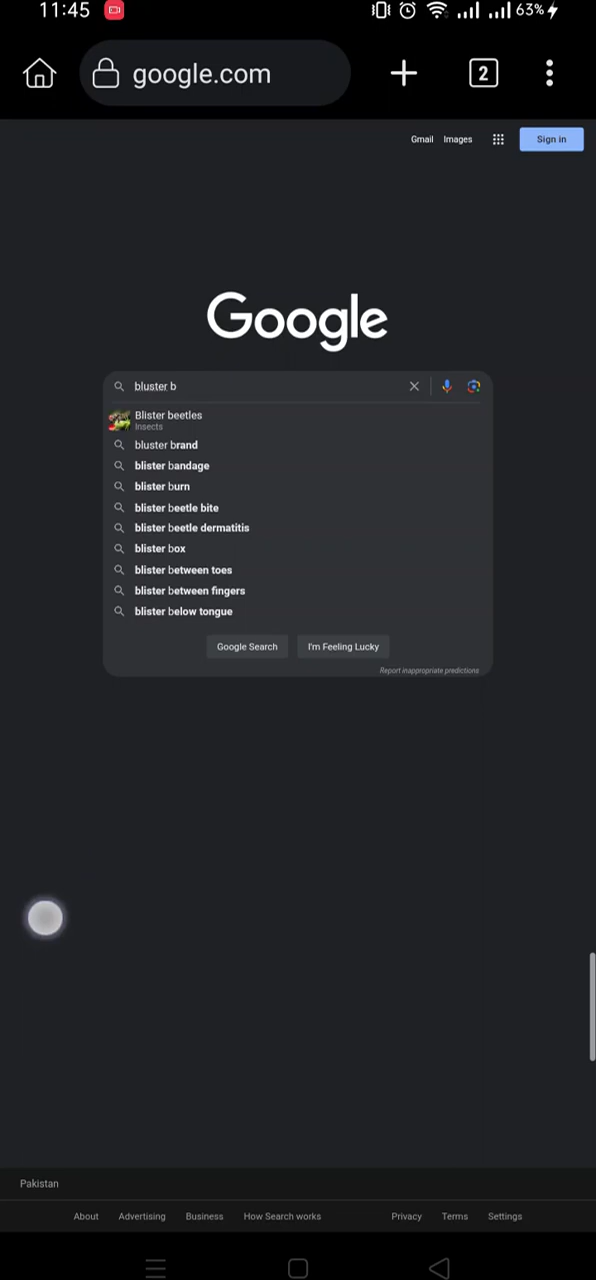 11:45
63%
google.com
2
Gmail Images Sign in
Google
bluster b
Blister beetles
Insects
bluster brand
blister bandage
blister burn
blister beetle bite
blister beetle dermatitis
blister box
blister between toes
blister between fingers
blister below tongue
Google Search I'm Feeling Lucky
Report inappropriate predictions
Pakistan
About Advertising Business How Search works Privacy Terms Settings